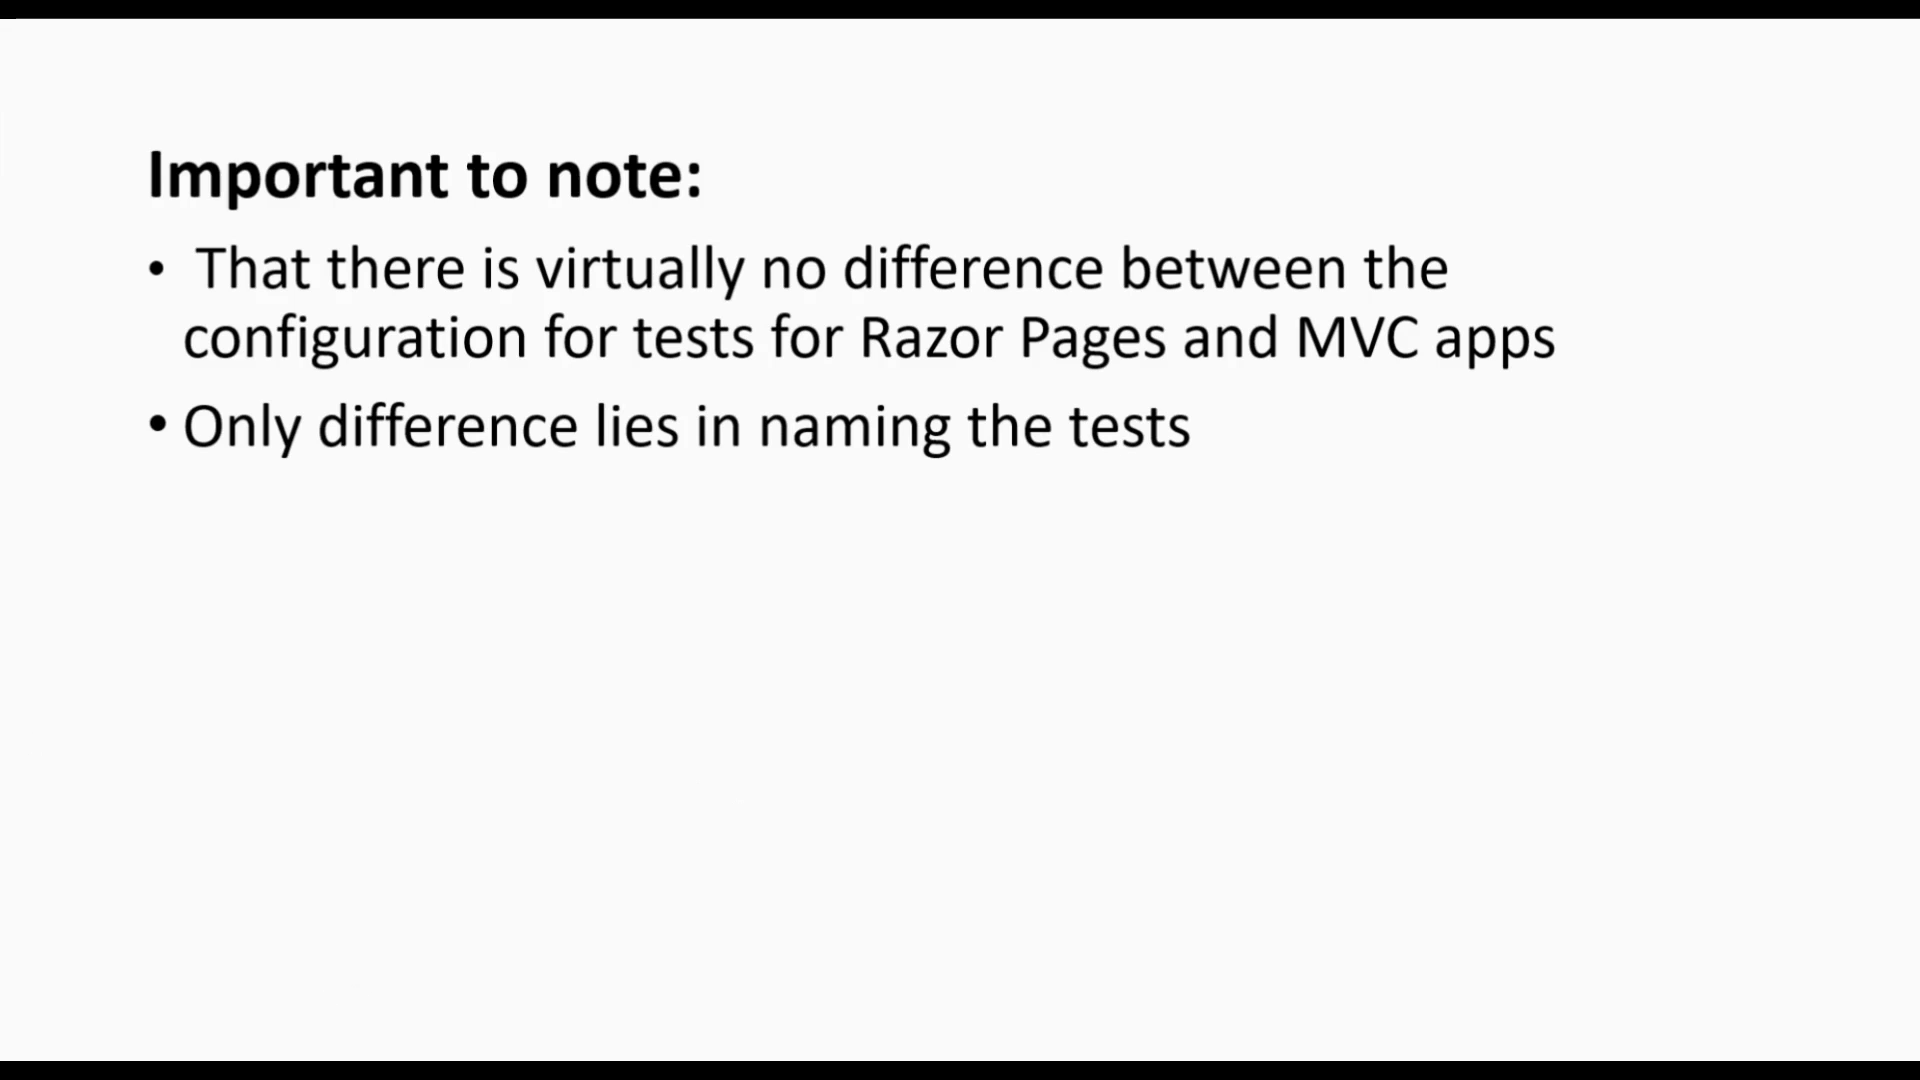 Important to note:
• That there is virtually no difference between the
configuration for tests for Razor Pages and MVC apps
• Only difference lies in naming the tests